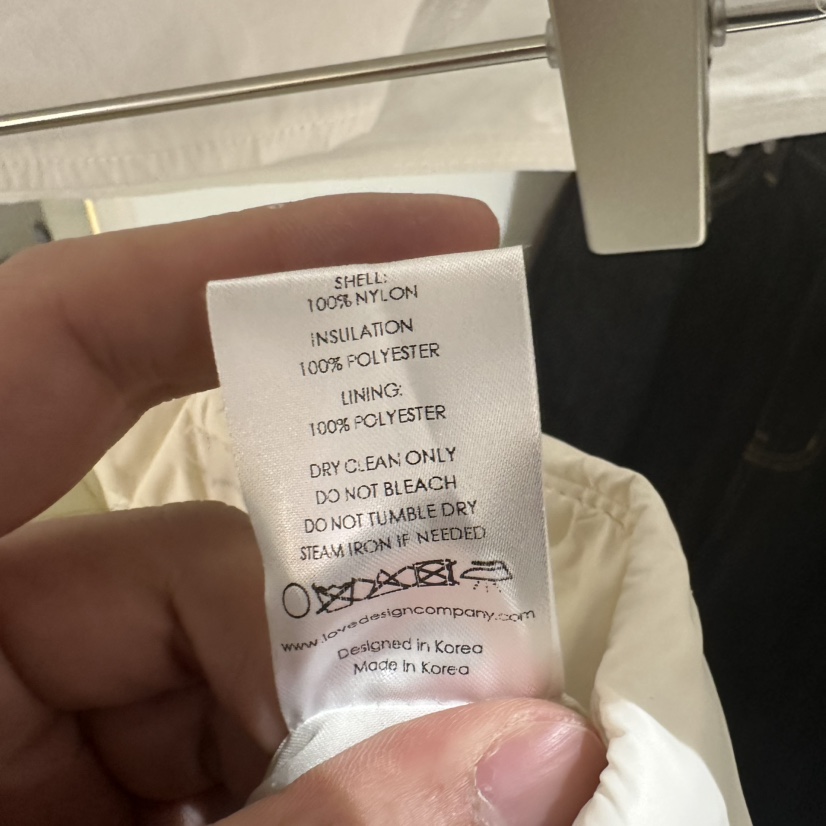 SHELL:
100% NYLON
INSULATION
100% POLYESTER
LINING:
100% POLYESTER
DRY CLEAN ONLY
DO NOT BLEACH
DO NOT TUMBLE DRY
STEAM IRON IF NEEDED
www.lovedesigncompany.com
Designed in Korea
Made in Korea